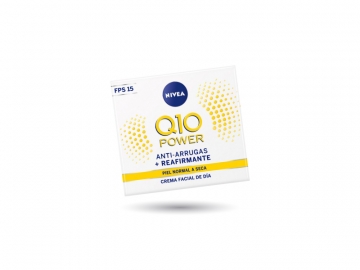 FPS 15
NIVEA
Q10
POWER
ANTI-ARRUGAS
+ REAFIRMANTE
PIEL NORMAL A SECA
CREMA FACIAL DE DÍA